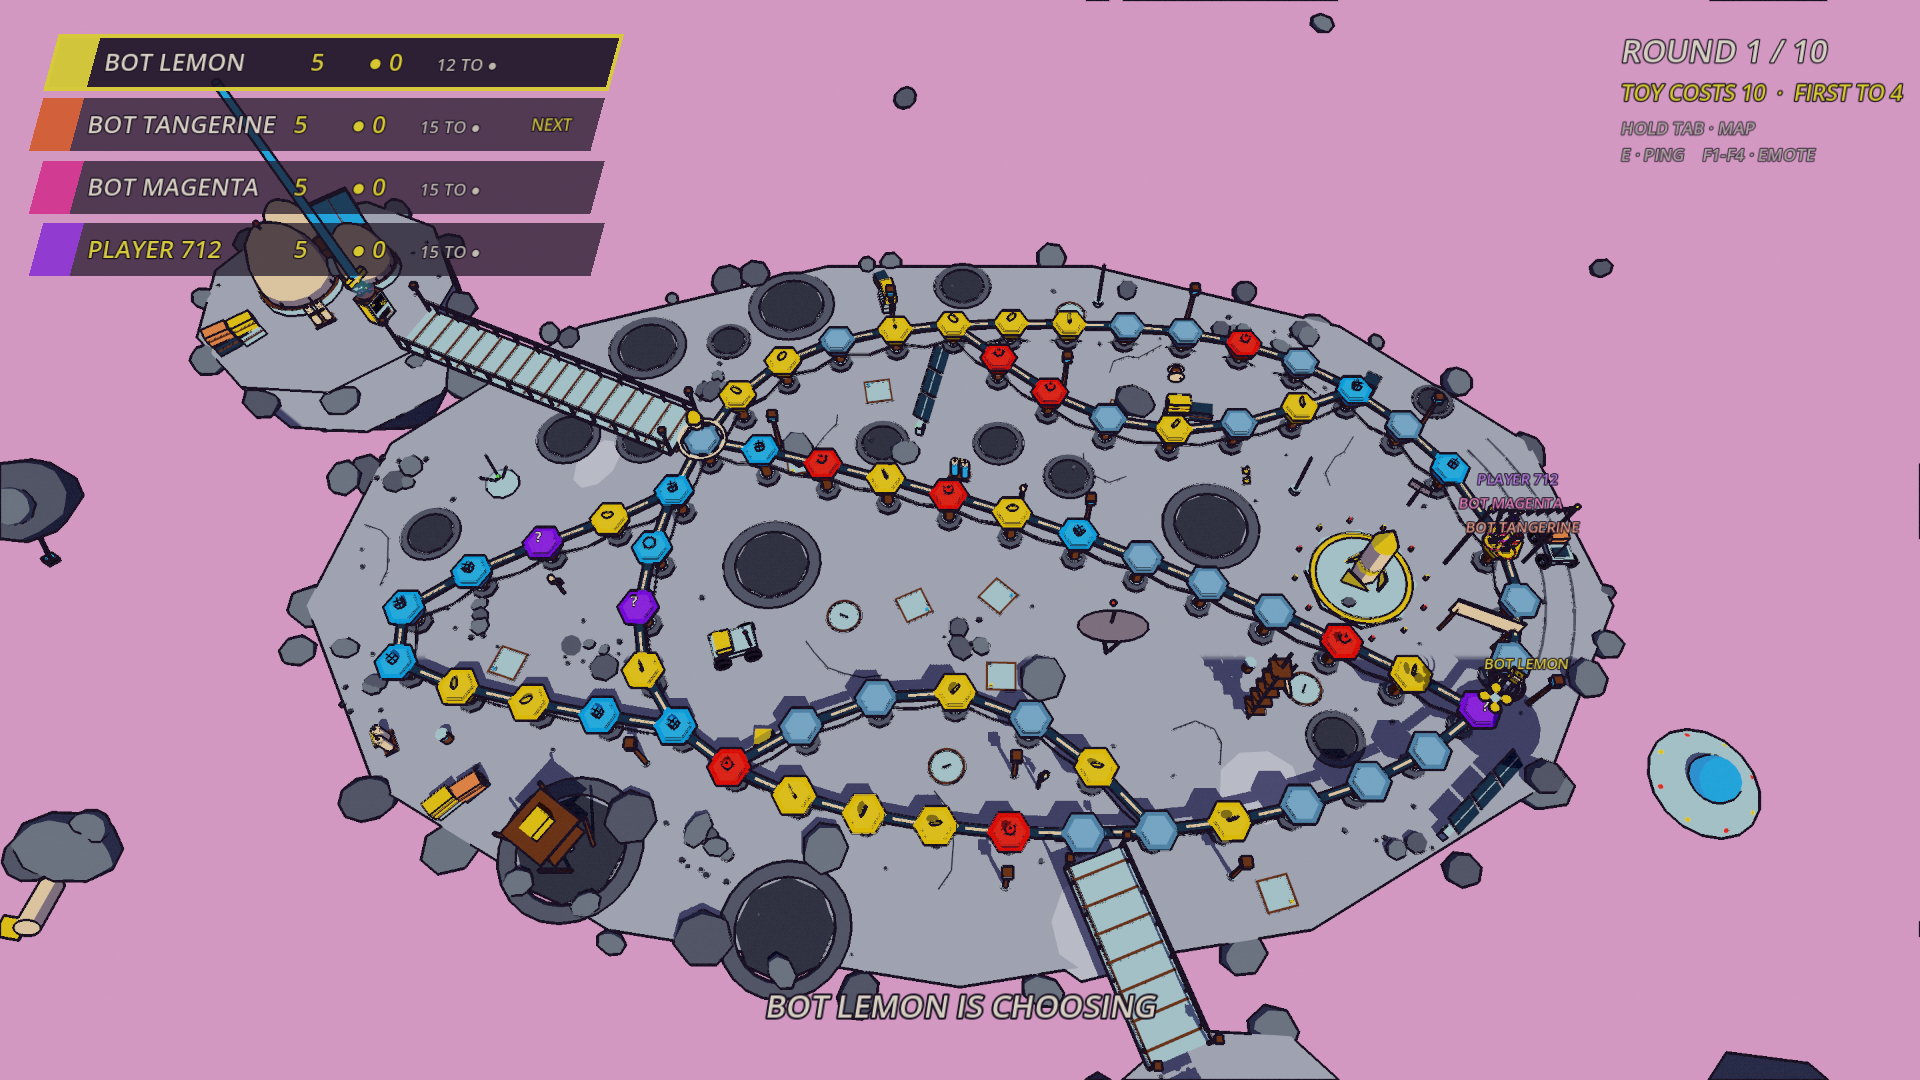 BOT LEMON 5 0 12 TO
BOT TANGERINE 5 0 15 TO NEXT
BOT MAGENTA 5 0 15 TO
PLAYER 712 5 0 15 TO
ROUND 1 / 10
TOY COSTS 10 · FIRST TO 4
HOLD TAB · MAP
E · PING F1-F4 · EMOTE
PLAYER 712
BOT MAGENTA
BOT TANGERINE
?
?
BOT LEMON
?
BOT LEMON IS CHOOSING